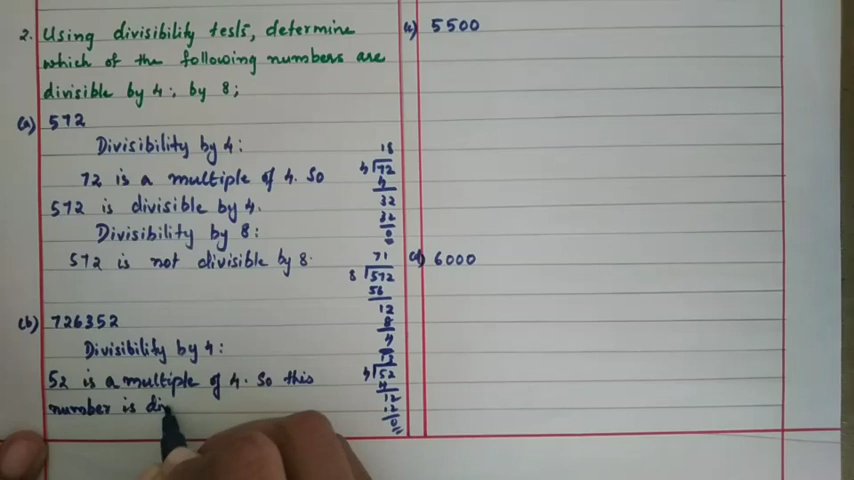 2. Using divisibility tests, determine
which of the following numbers are
divisible by 4; by 8;
(a) 572
Divisibility by 4:
72 is a multiple of 4. So
572 is divisible by 4.
Divisibility by 8:
572 is not divisible by 8.
18
4 72
4
32
32
0
71
8 572
56
12
8
4
(b) 726352
Divisibility by 4:
52 is a multiple of 4. So this
number is di
13
4 52
4
12
12
0
(c) 5500
(d) 6000